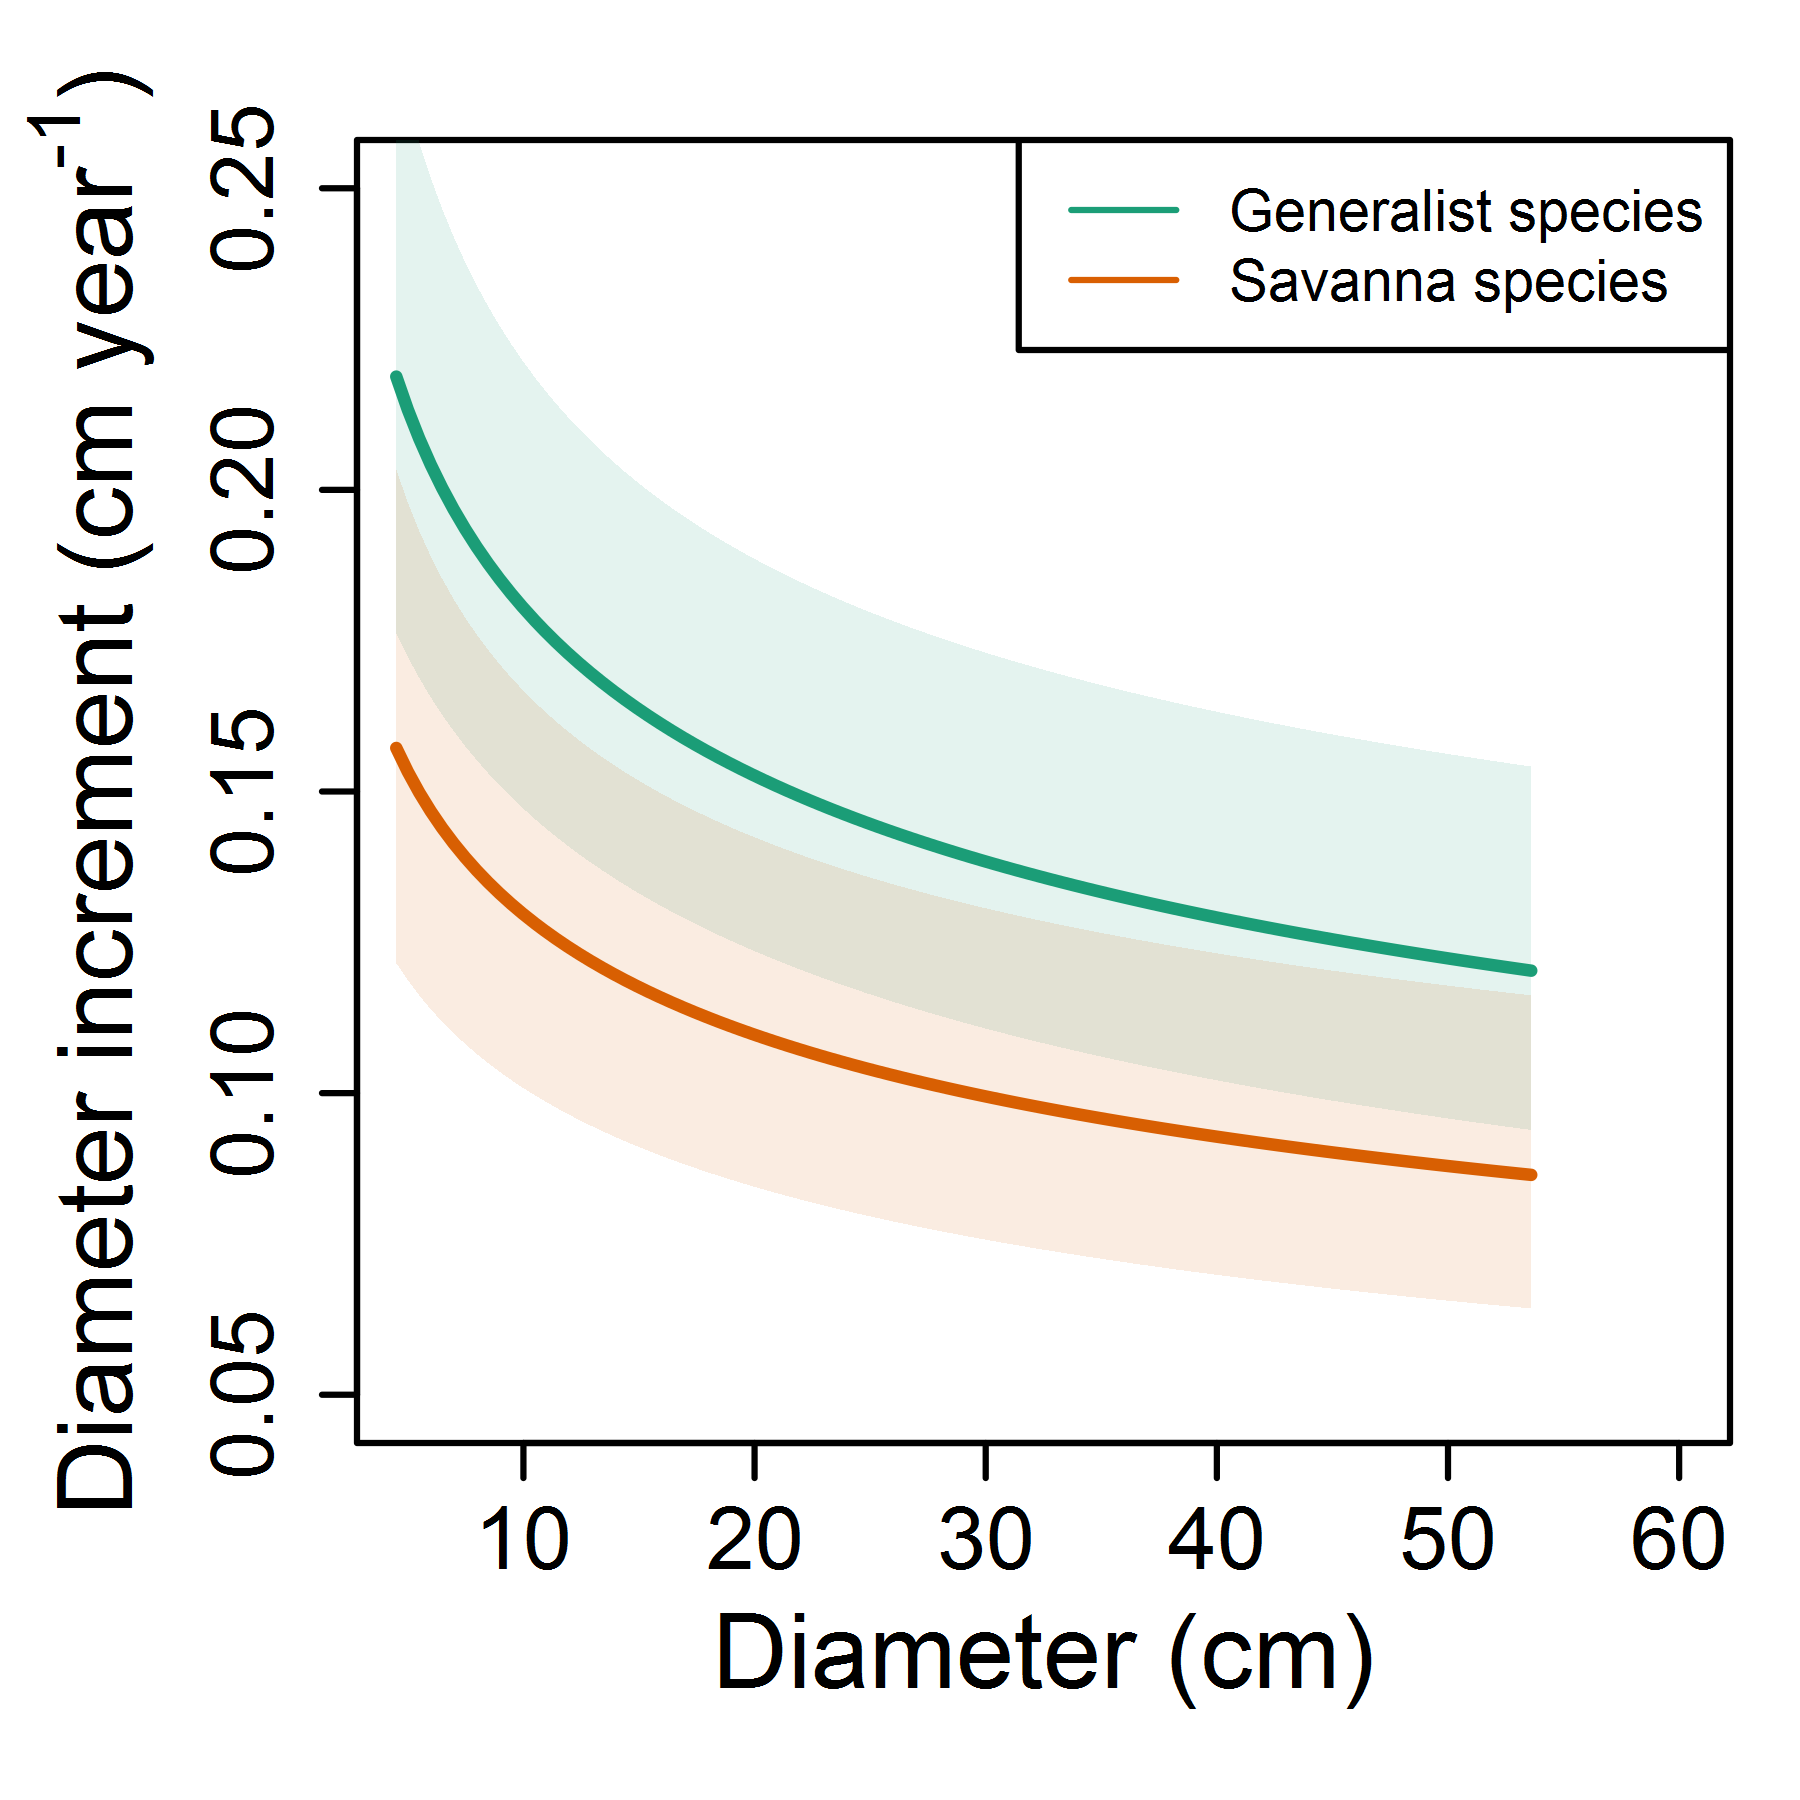 Diameter increment (cm year-1)
0.25
0.20
0.15
0.10
0.05
Generalist species
Savanna species
10 20 30 40 50 60
Diameter (cm)